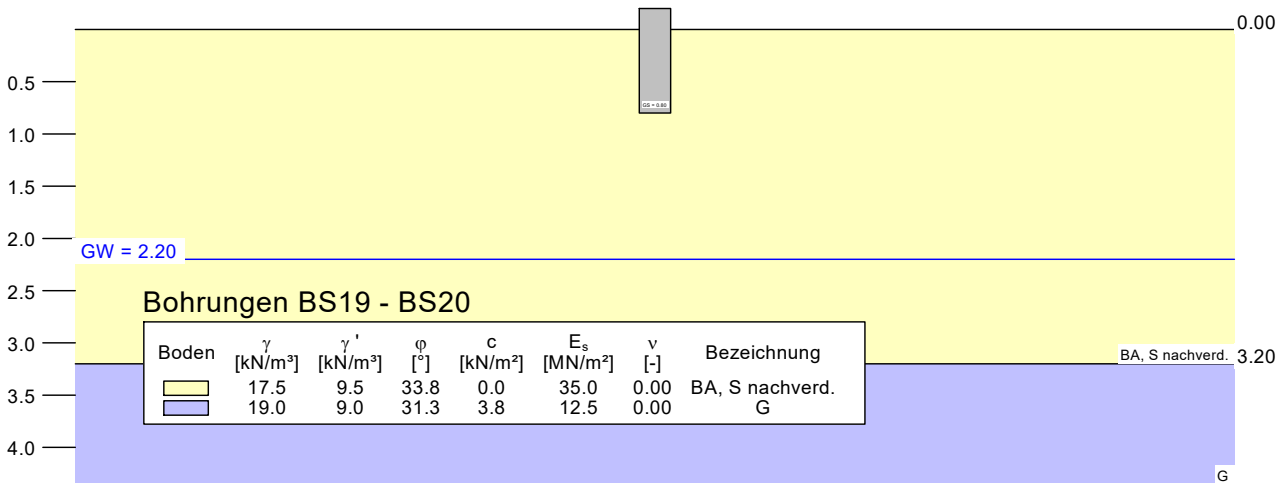 0.00
GS = 0.80
0.5
1.0
1.5
2.0
GW = 2.20
2.5
Bohrungen BS19 - BS20
3.0
Boden γ [kN/m³] γ ' [kN/m³] φ [°] c [kN/m²] Es [MN/m²] ν [-] Bezeichnung
17.5 9.5 33.8 0.0 35.0 0.00 BA, S nachverd.
19.0 9.0 31.3 3.8 12.5 0.00 G
BA, S nachverd. 3.20
3.5
4.0
G